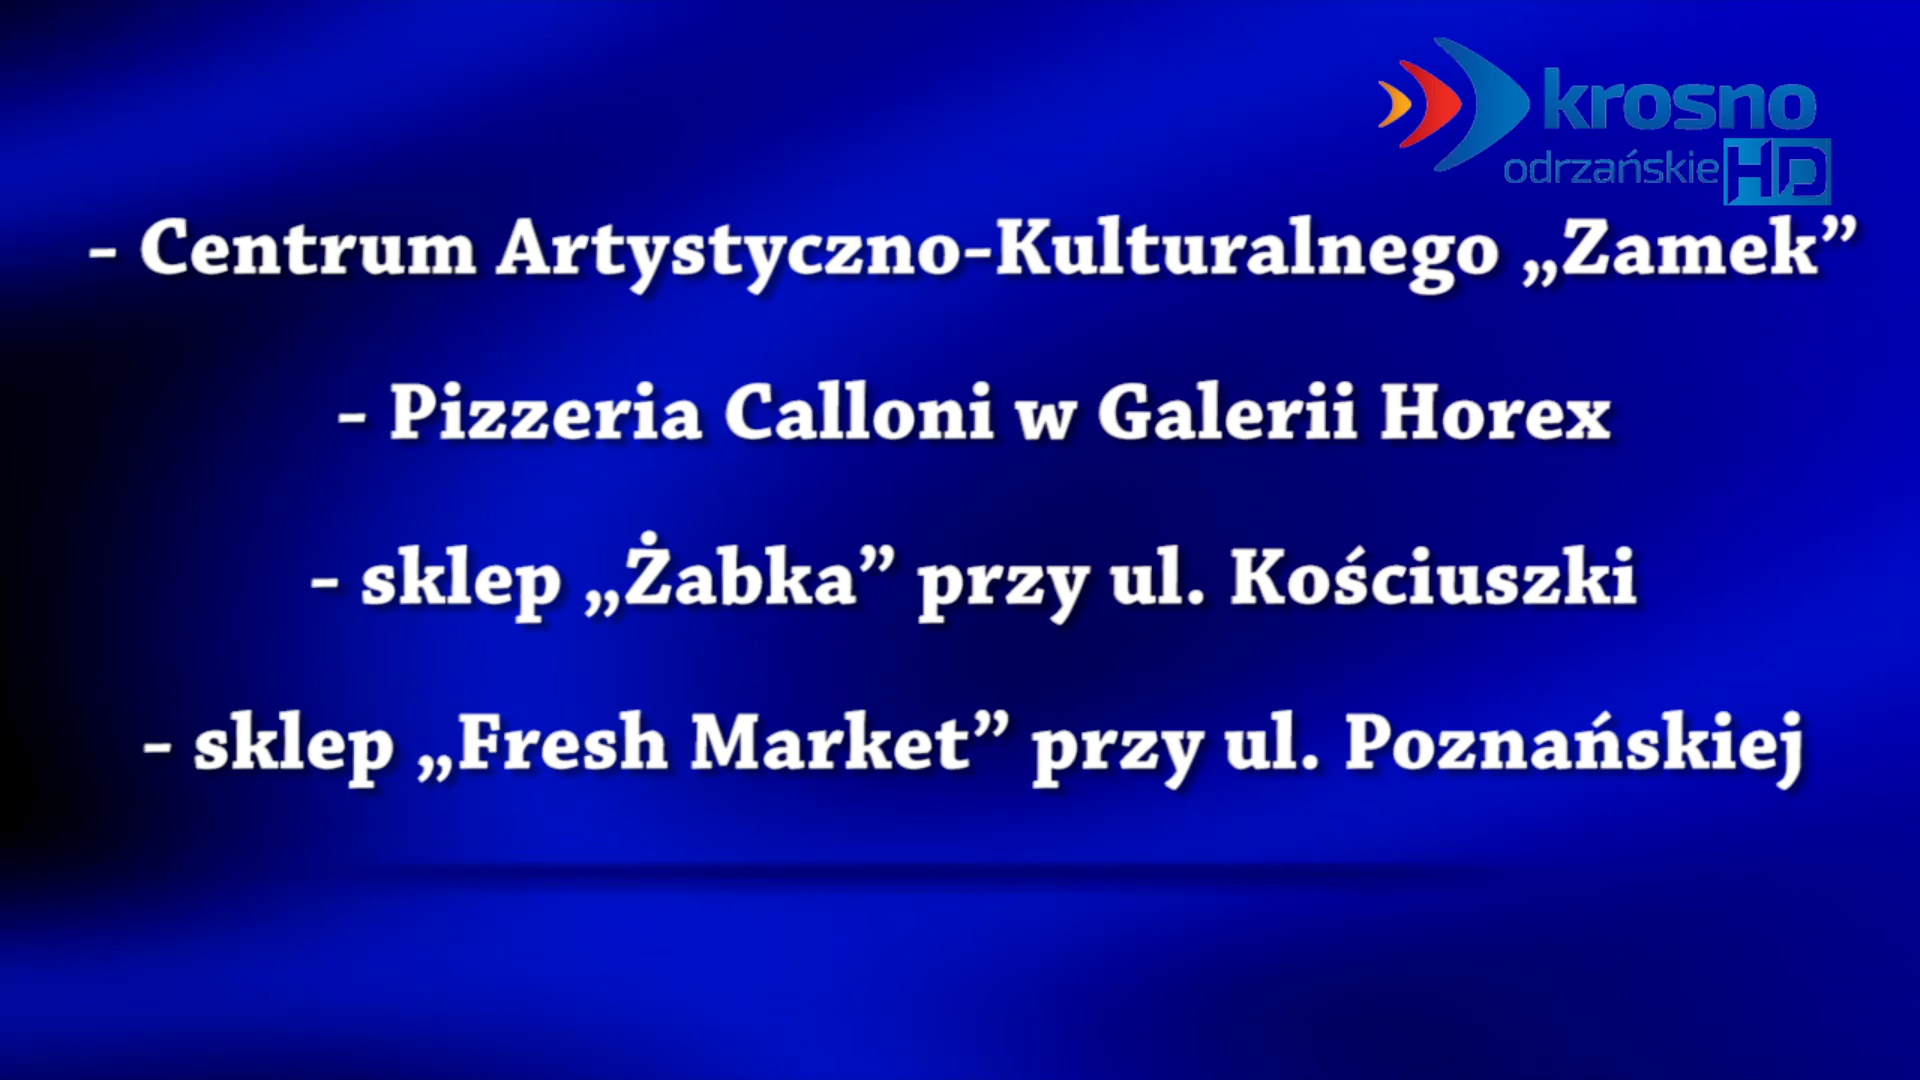 krosno
odrzańskie HD
- Centrum Artystyczno-Kulturalnego „Zamek”
- Pizzeria Calloni w Galerii Horex
- sklep „Żabka” przy ul. Kościuszki
- sklep „Fresh Market” przy ul. Poznańskiej